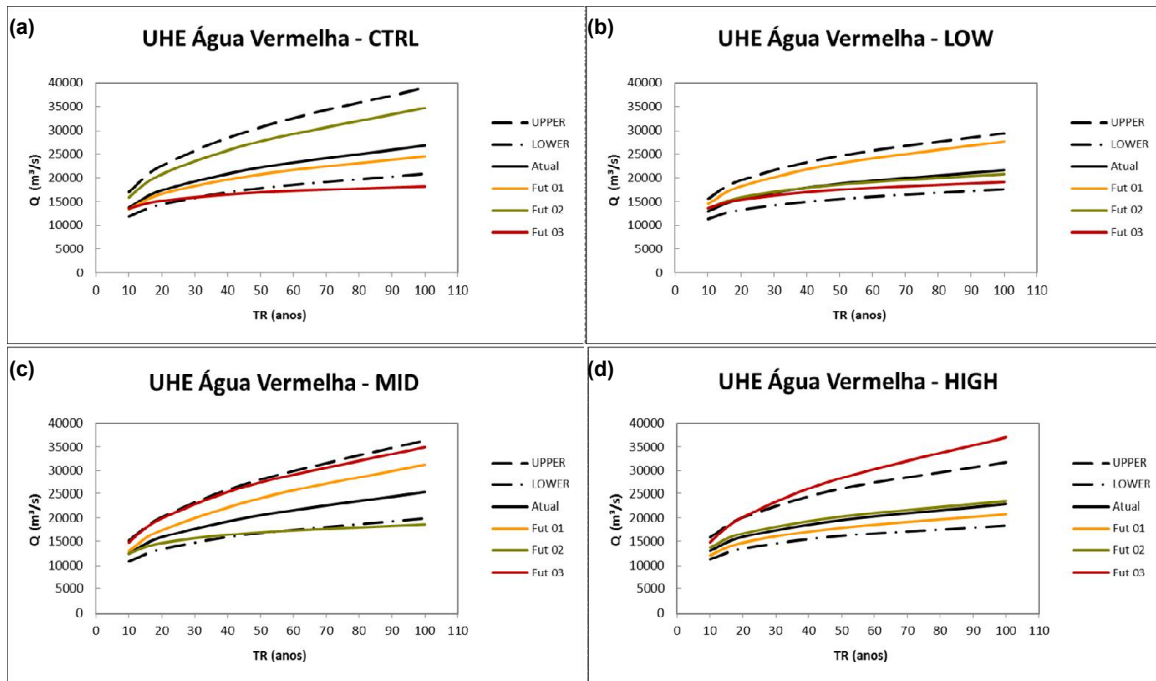 (a)
UHE Água Vermelha - CTRL
Q (m³/s)
40000
35000
30000
25000
20000
15000
10000
5000
0
0 10 20 30 40 50 60 70 80 90 100 110
TR (anos)
UPPER
LOWER
Atual
Fut 01
Fut 02
Fut 03
(b)
UHE Água Vermelha - LOW
Q (m³/s)
40000
35000
30000
25000
20000
15000
10000
5000
0
0 10 20 30 40 50 60 70 80 90 100 110
TR (anos)
UPPER
LOWER
Atual
Fut 01
Fut 02
Fut 03
(c)
UHE Água Vermelha - MID
Q (m³/s)
40000
35000
30000
25000
20000
15000
10000
5000
0
0 10 20 30 40 50 60 70 80 90 100 110
TR (anos)
UPPER
LOWER
Atual
Fut 01
Fut 02
Fut 03
(d)
UHE Água Vermelha - HIGH
Q (m³/s)
40000
35000
30000
25000
20000
15000
10000
5000
0
0 10 20 30 40 50 60 70 80 90 100 110
TR (anos)
UPPER
LOWER
Atual
Fut 01
Fut 02
Fut 03